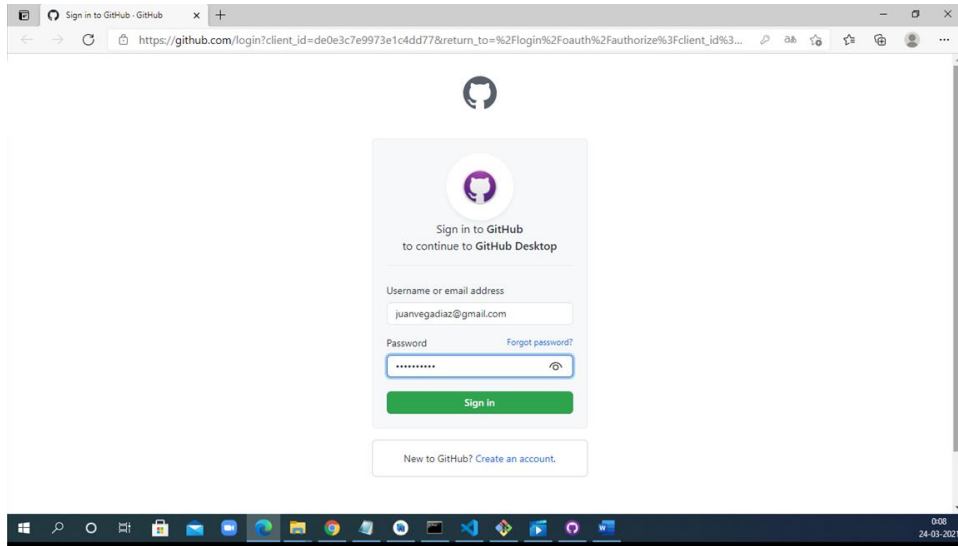 Sign in to GitHub · GitHub
https://github.com/login?client_id=de0e3c7e9973e1c4dd77&return_to=%2Flogin%2Foauth%2Fauthorize%3Fclient_id%3...
Sign in to GitHub
to continue to GitHub Desktop
Username or email address
juanvegadiaz@gmail.com
Password Forgot password?
Sign in
New to GitHub? Create an account.
0:08
24-03-2021